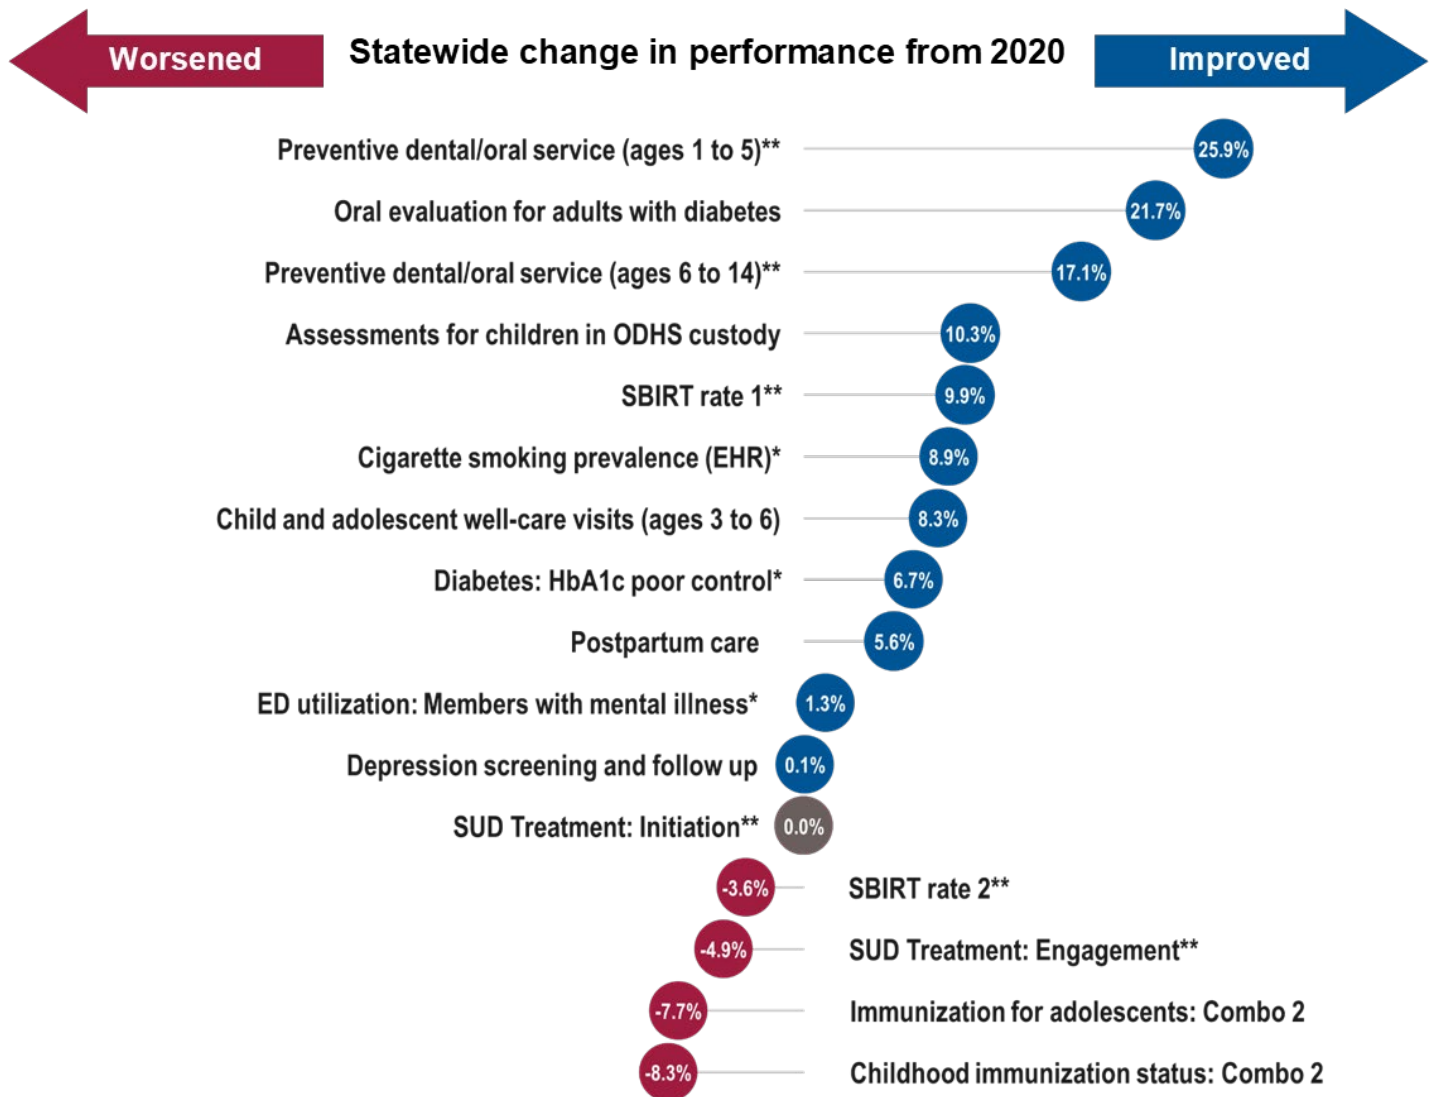 Worsened
Statewide change in performance from 2020
Improved
Preventive dental/oral service (ages 1 to 5)** 25.9%
Oral evaluation for adults with diabetes 21.7%
Preventive dental/oral service (ages 6 to 14)** 17.1%
Assessments for children in ODHS custody 10.3%
SBIRT rate 1** 9.9%
Cigarette smoking prevalence (EHR)* 8.9%
Child and adolescent well-care visits (ages 3 to 6) 8.3%
Diabetes: HbA1c poor control* 6.7%
Postpartum care 5.6%
ED utilization: Members with mental illness* 1.3%
Depression screening and follow up 0.1%
SUD Treatment: Initiation** 0.0%
-3.6% SBIRT rate 2**
-4.9% SUD Treatment: Engagement**
-7.7% Immunization for adolescents: Combo 2
-8.3% Childhood immunization status: Combo 2